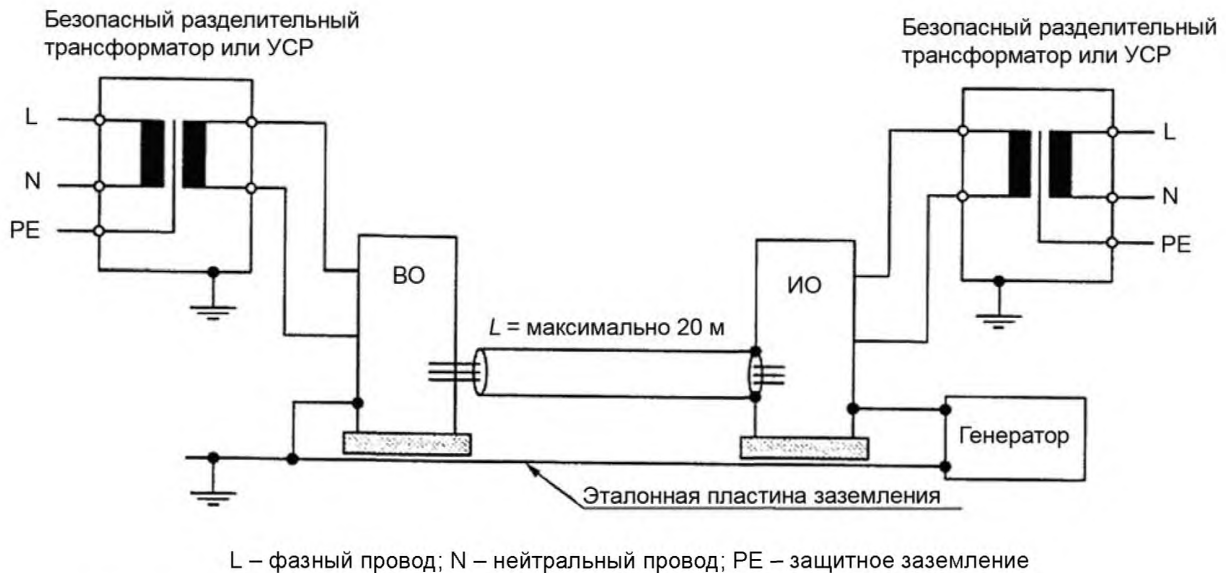 Безопасный разделительный
трансформатор или УСР
Безопасный разделительный
трансформатор или УСР
L
N
PE
L
N
PE
ВО
ИО
L = максимально 20 м
Генератор
Эталонная пластина заземления
L – фазный провод; N – нейтральный провод; PE – защитное заземление